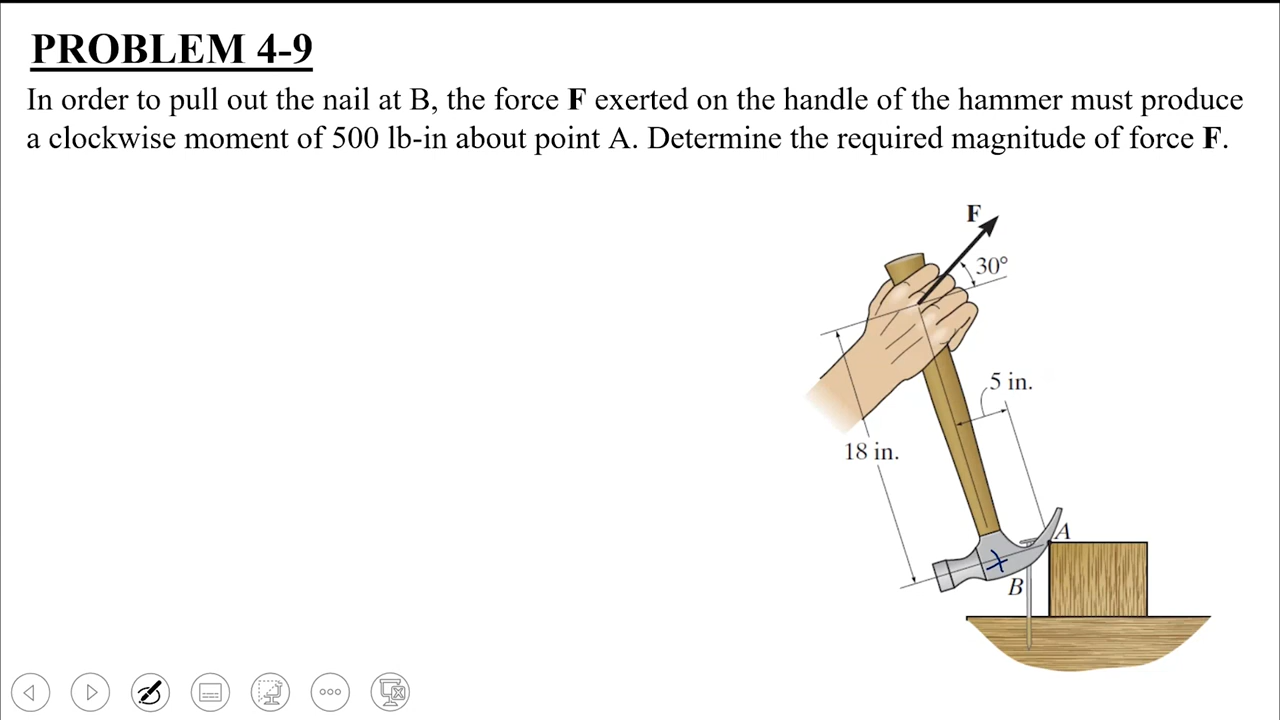 PROBLEM 4-9
In order to pull out the nail at B, the force F exerted on the handle of the hammer must produce
a clockwise moment of 500 lb-in about point A. Determine the required magnitude of force F.
F
30°
5 in.
18 in.
A
B